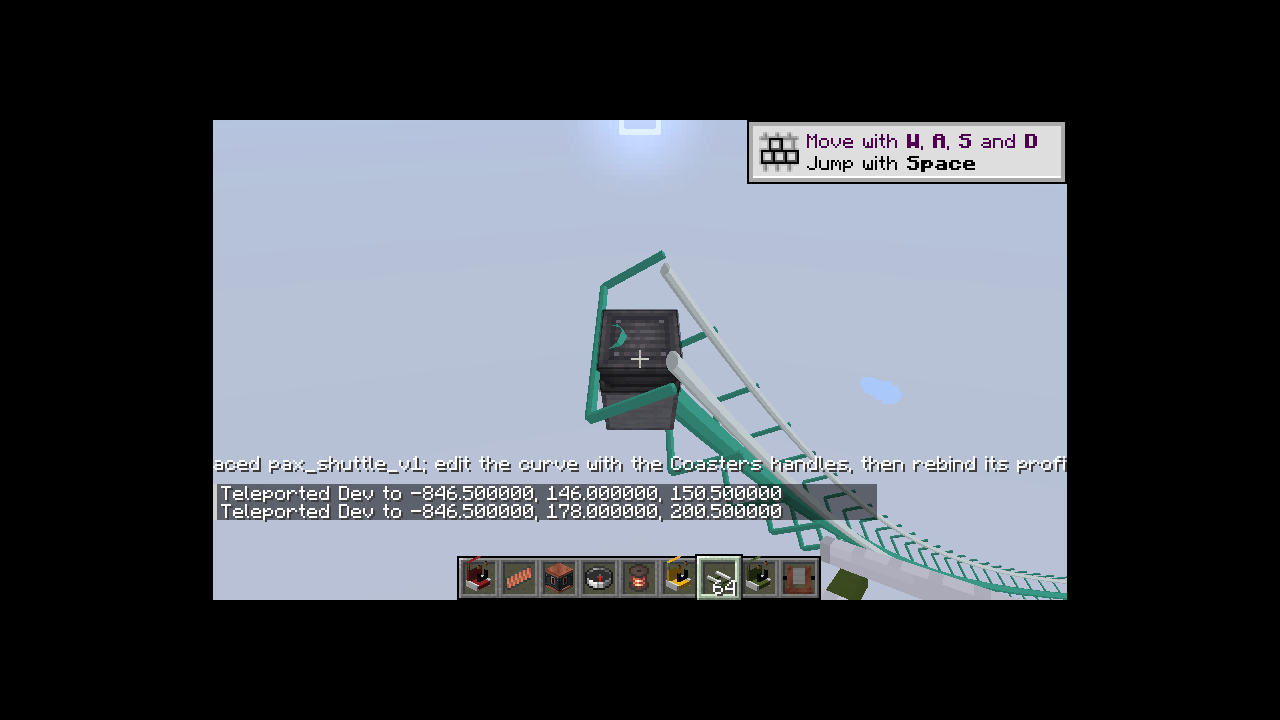 Move with W, A, S and D
Jump with Space
aced pax_shuttle_v1; edit the curve with the Coasters handles, then rebind its profi
Teleported Dev to -846.500000, 146.000000, 150.500000
Teleported Dev to -846.500000, 178.000000, 200.500000
64